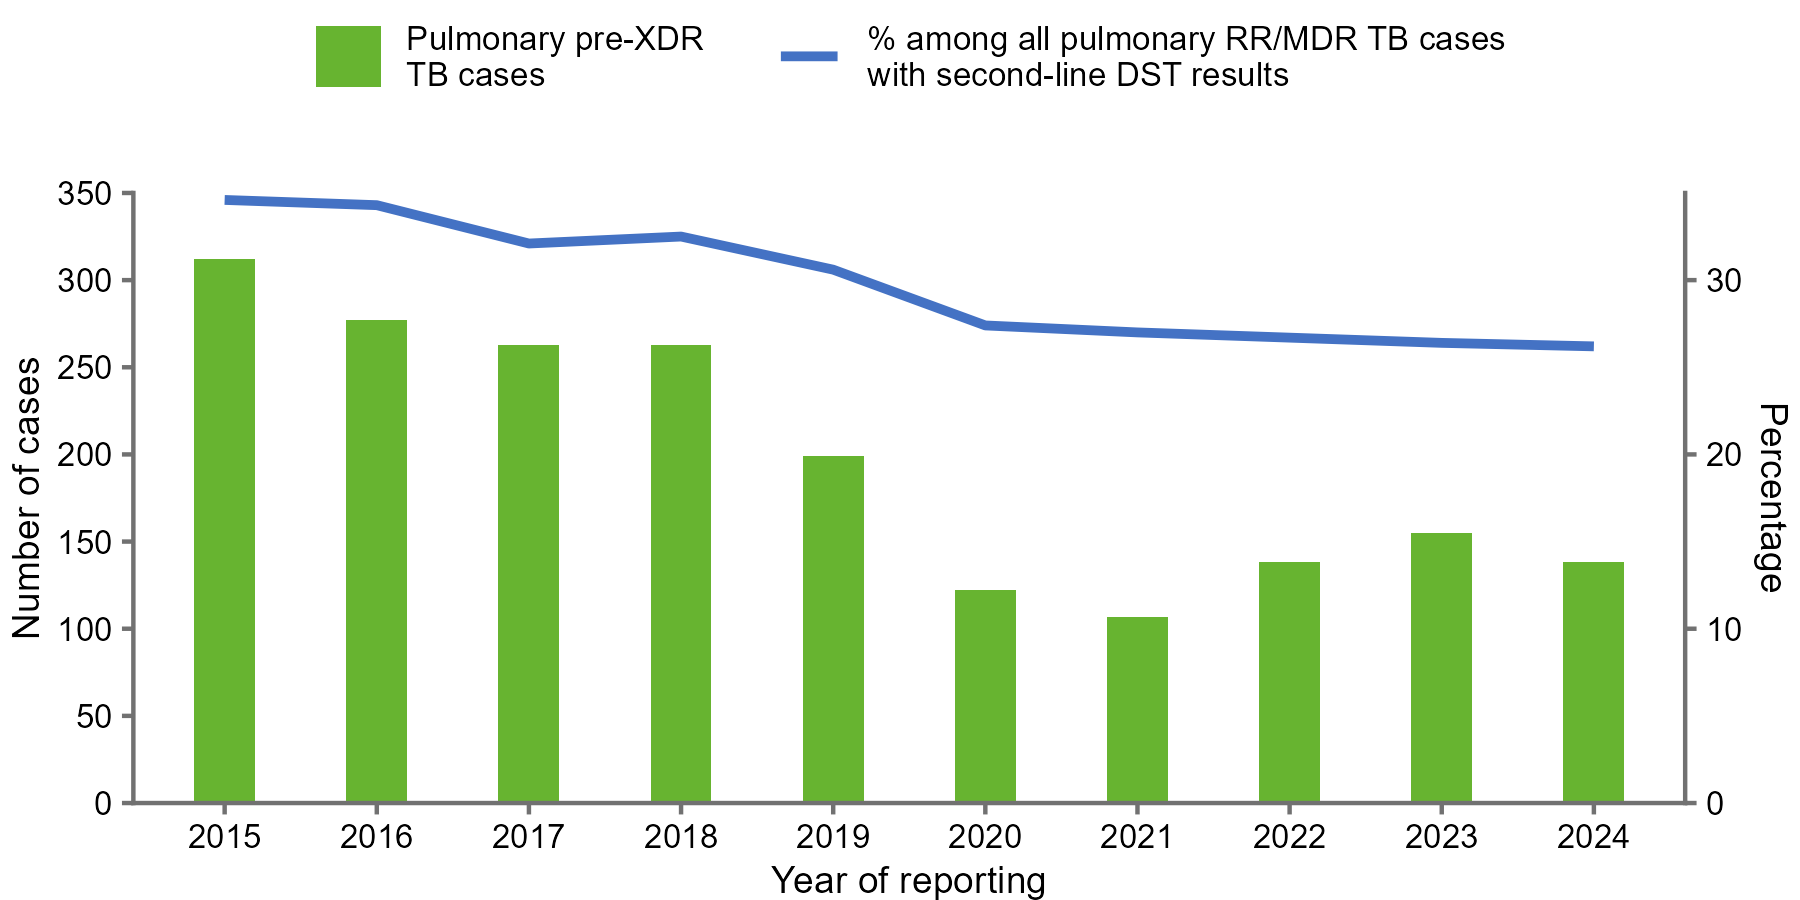 Pulmonary pre-XDR
TB cases
% among all pulmonary RR/MDR TB cases
with second-line DST results
350
300
250
200
150
100
50
0
Number of cases
30
20
10
0
Percentage
2015 2016 2017 2018 2019 2020 2021 2022 2023 2024
Year of reporting